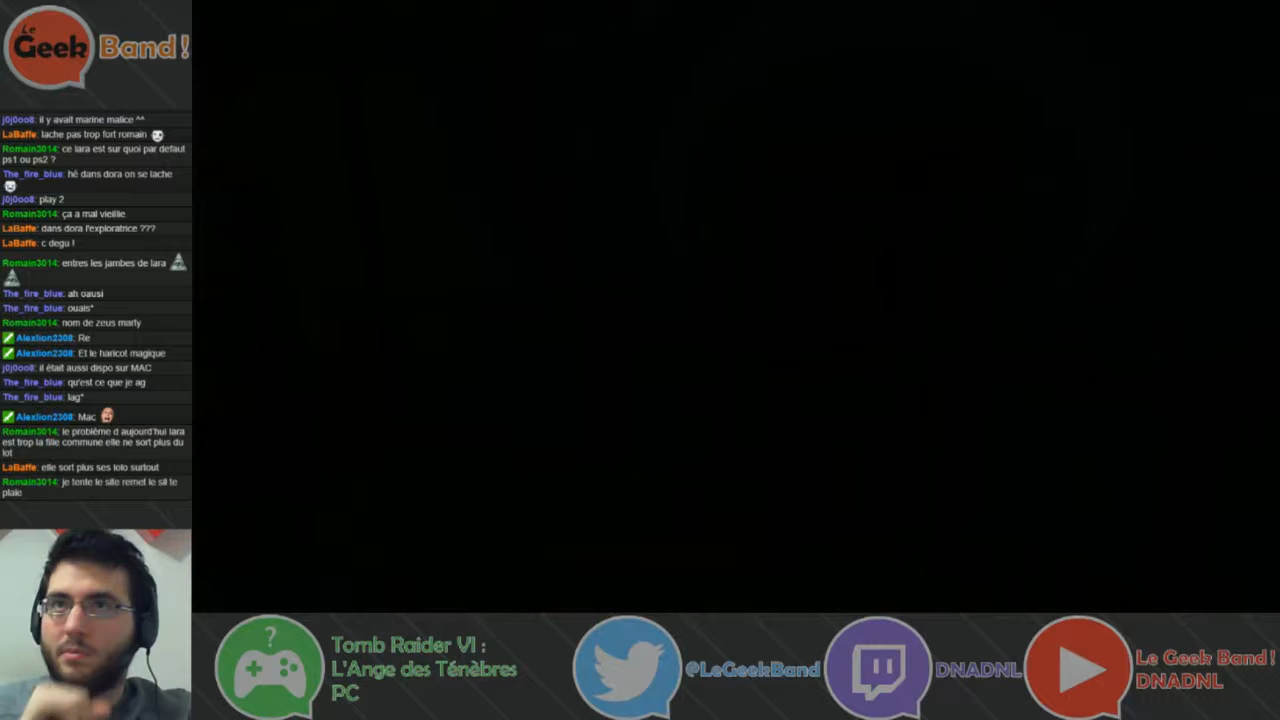 Le
Geek Band !
j0j0oo8: il y avait marine malice ^^
LaBaffe: lache pas trop fort romain
Romain3014: ce lara est sur quoi par defaut
ps1 ou ps2 ?
The_fire_blue: hé dans dora on se lache
j0j0oo8: play 2
Romain3014: ça a mal vieillie
LaBaffe: dans dora l'exploratrice ???
LaBaffe: c degu !
Romain3014: entres les jambes de lara
The_fire_blue: ah oausi
The_fire_blue: ouais*
Romain3014: nom de zeus marty
Alexlion2308: Re
Alexlion2308: Et le haricot magique
j0j0oo8: il était aussi dispo sur MAC
The_fire_blue: qu'est ce que je ag
The_fire_blue: lag*
Alexlion2308: Mac
Romain3014: le problème d aujourd'hui lara
est trop la fille commune elle ne sort plus du
lot
LaBaffe: elle sort plus ses lolo surtout
Romain3014: je tente le site remet le sil te
plaie
?
Tomb Raider VI :
L'Ange des Ténèbres
PC
@LeGeekBand
DNADNL
Le Geek Band !
DNADNL